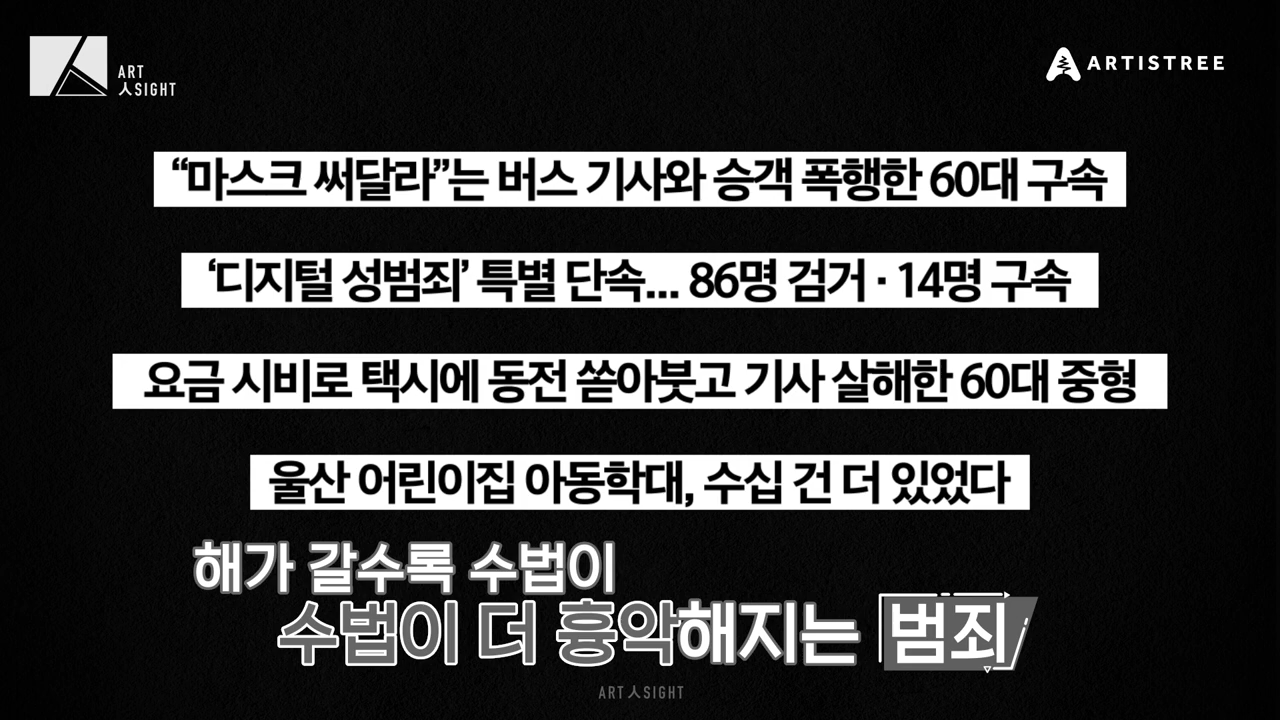 ART
人SIGHT
ARTISTREE
“마스크 써달라”는 버스 기사와 승객 폭행한 60대 구속
‘디지털 성범죄’ 특별 단속... 86명 검거 · 14명 구속
요금 시비로 택시에 동전 쏟아붓고 기사 살해한 60대 중형
울산 어린이집 아동학대, 수십 건 더 있었다
해가 갈수록 수법이
수법이 더 흉악해지는 범죄
ART人SIGHT